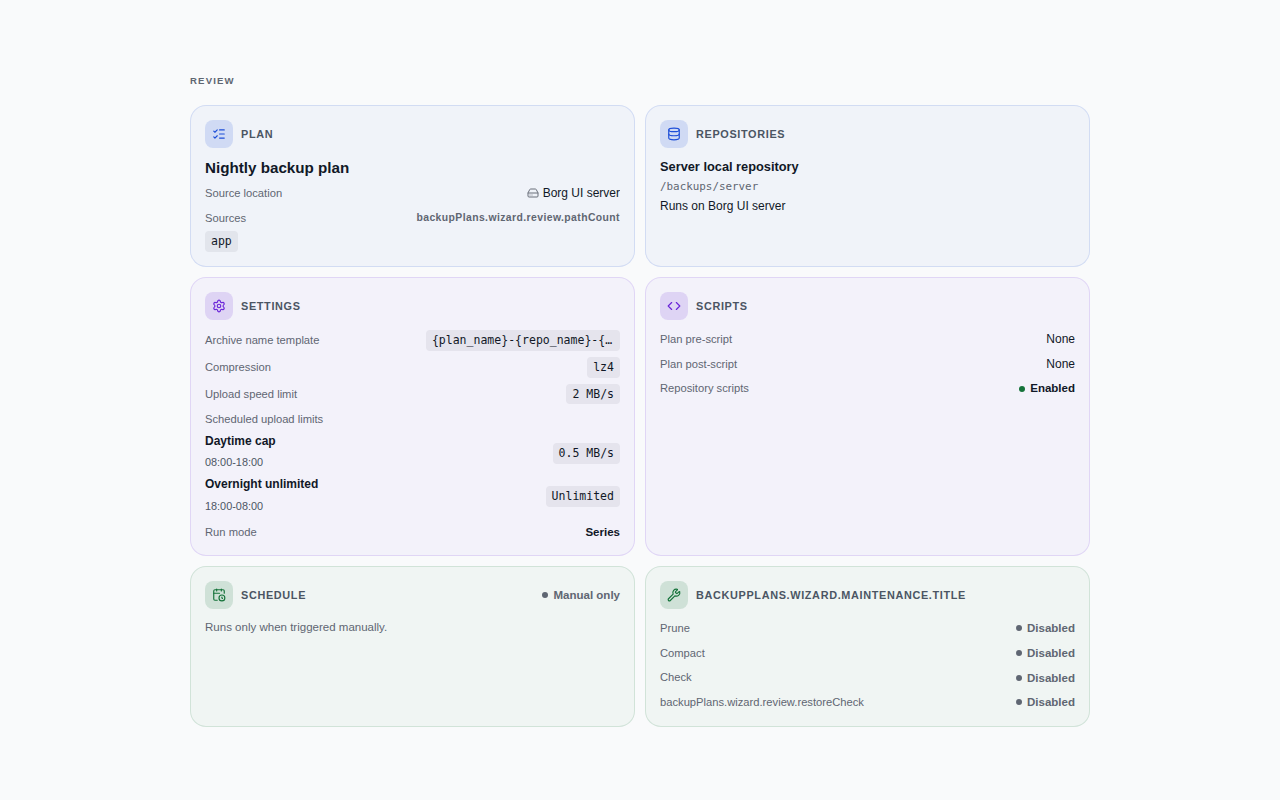 REVIEW
PLAN
Nightly backup plan
Source location
Borg UI server
Sources
backupPlans.wizard.review.pathCount
app
REPOSITORIES
Server local repository
/backups/server
Runs on Borg UI server
SETTINGS
Archive name template
{plan_name}-{repo_name}-{…
Compression
lz4
Upload speed limit
2 MB/s
Scheduled upload limits
Daytime cap
08:00-18:00
0.5 MB/s
Overnight unlimited
18:00-08:00
Unlimited
Run mode
Series
SCRIPTS
Plan pre-script
None
Plan post-script
None
Repository scripts
Enabled
SCHEDULE
Manual only
Runs only when triggered manually.
BACKUPPLANS.WIZARD.MAINTENANCE.TITLE
Prune
Disabled
Compact
Disabled
Check
Disabled
backupPlans.wizard.review.restoreCheck
Disabled